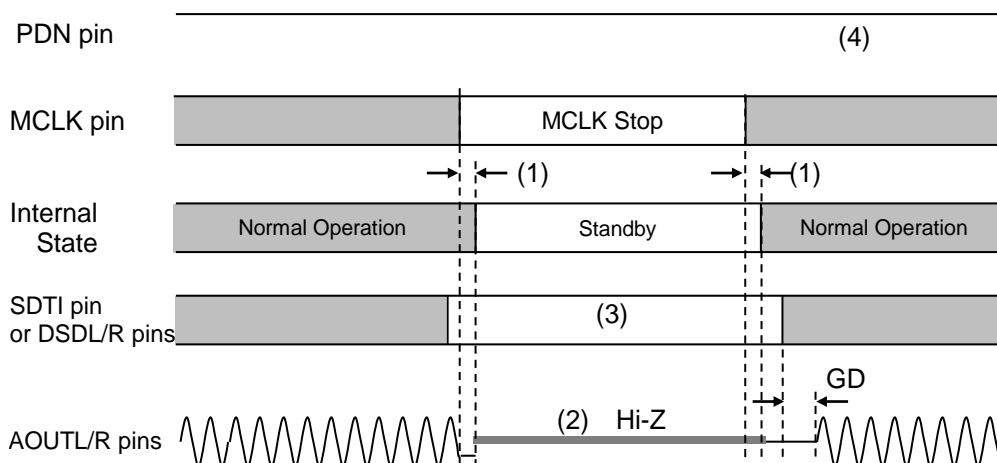 PDN pin
(4)
MCLK pin
MCLK Stop
(1)
(1)
Internal
State
Normal Operation
Standby
Normal Operation
SDTI pin
or DSDL/R pins
(3)
GD
AOUTL/R pins
(2) Hi-Z